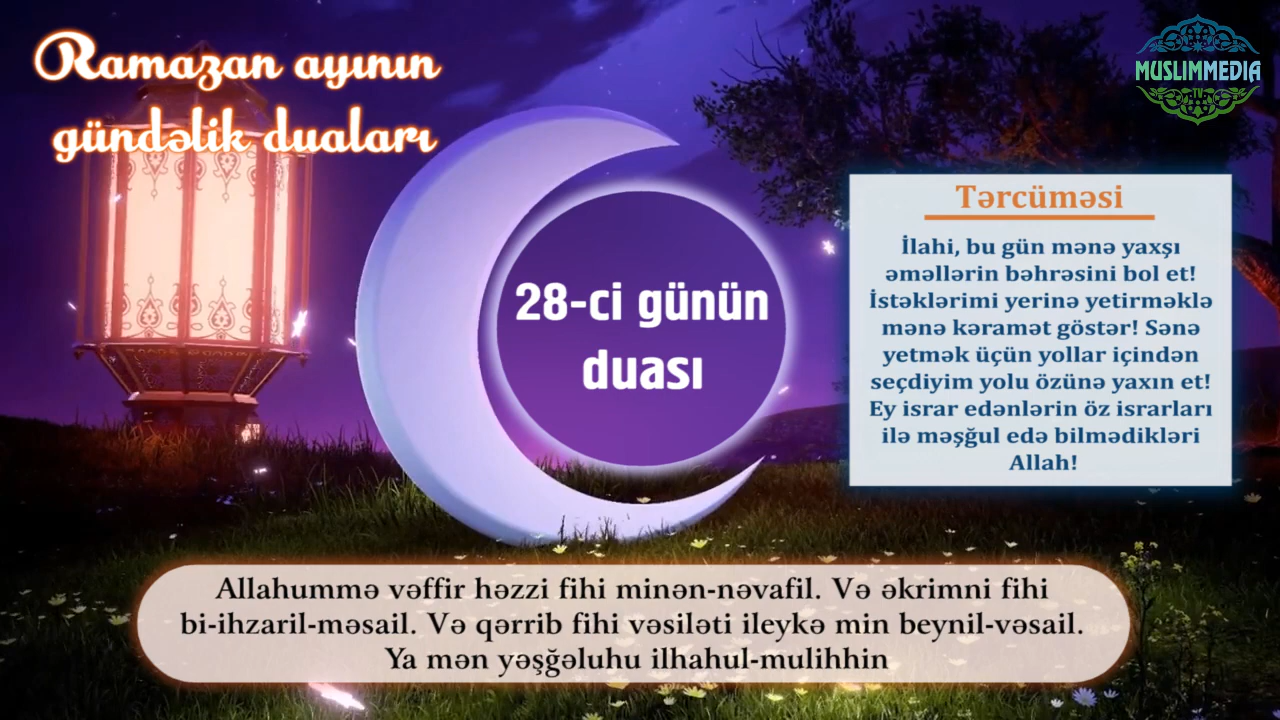 Ramazan ayının
gündəlik duaları
MUSLIMMEDIA
TV
28-ci günün
duası
Tərcüməsi
İlahi, bu gün mənə yaxşı
əməllərin bəhrəsini bol et!
İstəklərimi yerinə yetirməklə
mənə kəramət göstər! Sənə
yetmək üçün yollar içindən
seçdiyim yolu özünə yaxın et!
Ey israr edənlərin öz israrları
ilə məşğul edə bilmədikləri
Allah!
Allahummə vəffir həzzi fihi minən-nəvafil. Və əkrimni fihi
bi-ihzaril-məsail. Və qərrib fihi vəsiləti ileykə min beynil-vəsail.
Ya mən yəşğəluhu ilhahul-mulihhin